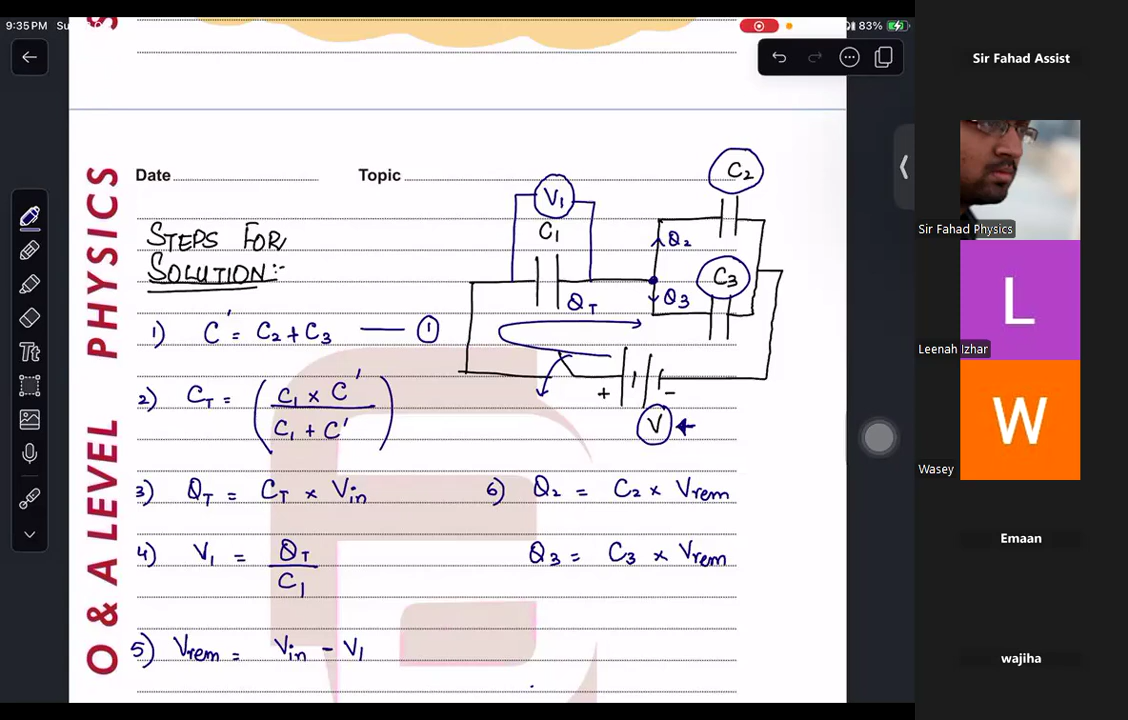 9:35 PM Su
83%
Date
Topic
STEPS FOR
SOLUTION:-
1) C' = C2 + C3 —— 1
2) CT = ( C1 x C' / C1 + C' )
3) QT = CT x Vin
4) V1 = QT / C1
5) Vrem = Vin - V1
6) Q2 = C2 x Vrem
Q3 = C3 x Vrem
V1
C1
C2
Q2
C3
Q3
QT
+
-
V
O & A LEVEL PHYSICS
Tt
Sir Fahad Assist
Sir Fahad Physics
L
Leenah Izhar
W
Wasey
Emaan
wajiha